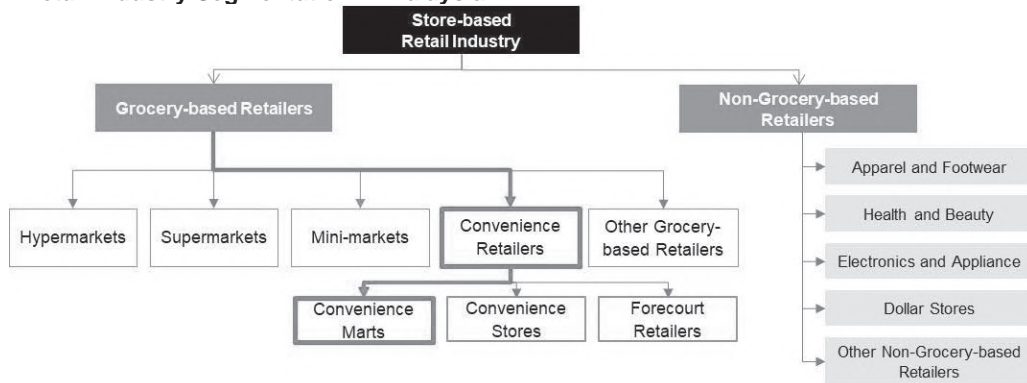 Store-based
Retail Industry
Grocery-based Retailers
Non-Grocery-based
Retailers
Hypermarkets
Supermarkets
Mini-markets
Convenience
Retailers
Other Grocery-
based Retailers
Convenience
Marts
Convenience
Stores
Forecourt
Retailers
Apparel and Footwear
Health and Beauty
Electronics and Appliance
Dollar Stores
Other Non-Grocery-based
Retailers